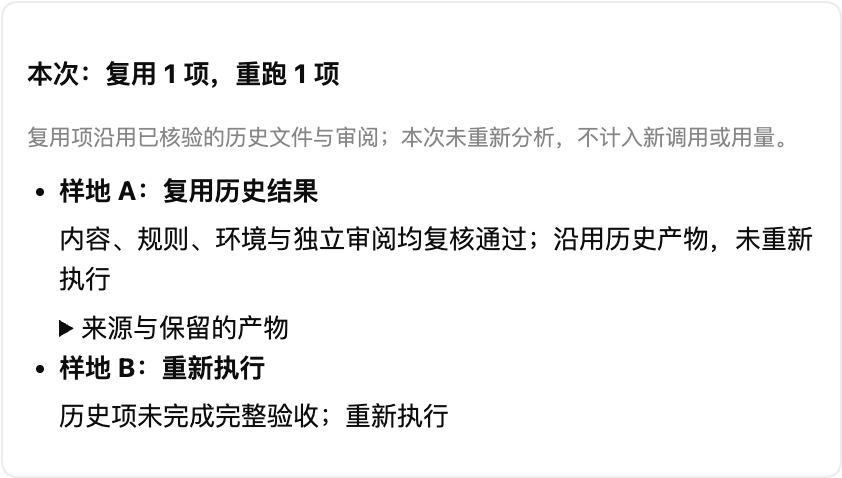 本次：复用 1 项，重跑 1 项
复用项沿用已核验的历史文件与审阅；本次未重新分析，不计入新调用或用量。
• 样地 A：复用历史结果
内容、规则、环境与独立审阅均复核通过；沿用历史产物，未重新
执行
▶ 来源与保留的产物
• 样地 B：重新执行
历史项未完成完整验收；重新执行